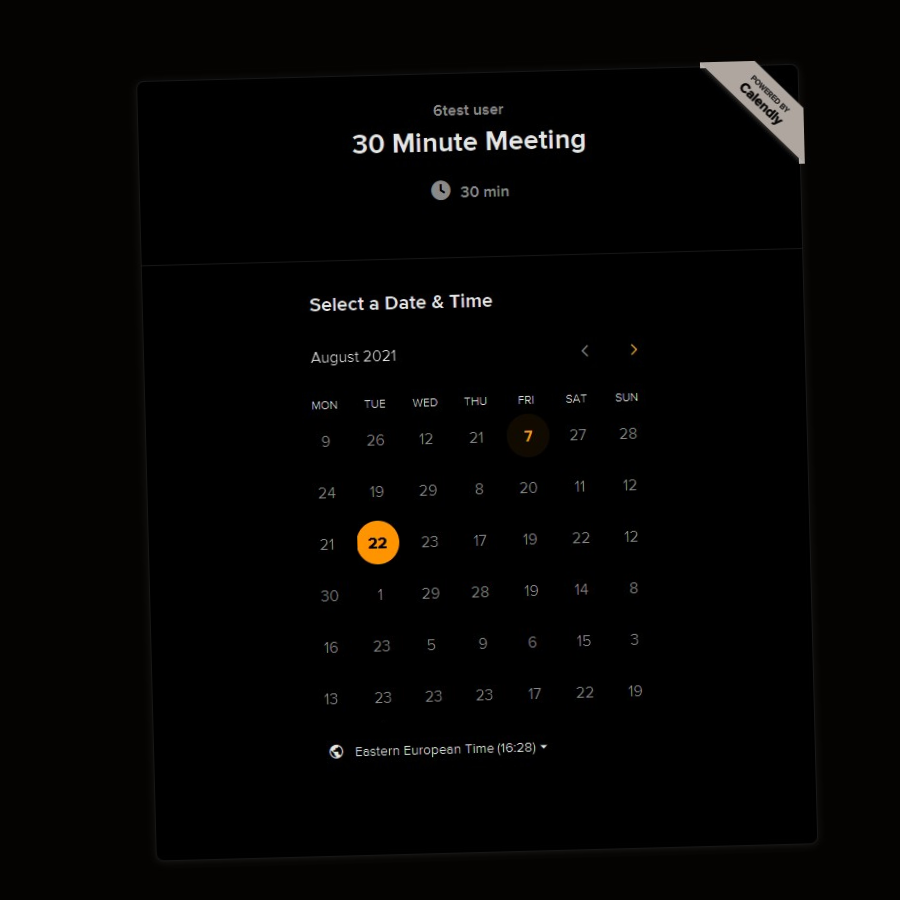 POWERED BY
Calendly
6test user
30 Minute Meeting
30 min
Select a Date & Time
August 2021
MON TUE WED THU FRI SAT SUN
9 26 12 21 7 27 28
24 19 29 8 20 11 12
21 22 23 17 19 22 12
30 1 29 28 19 14 8
16 23 5 9 6 15 3
13 23 23 23 17 22 19
Eastern European Time (16:28)